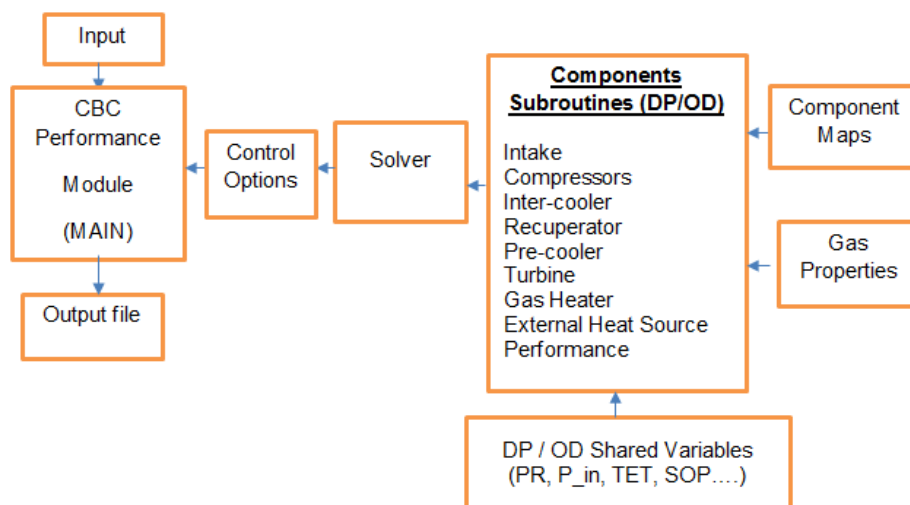 Input
CBC
Performance
Module
(MAIN)
Output file
Control
Options
Solver
Components
Subroutines (DP/OD)
Intake
Compressors
Inter-cooler
Recuperator
Pre-cooler
Turbine
Gas Heater
External Heat Source
Performance
Component
Maps
Gas
Properties
DP / OD Shared Variables
(PR, P_in, TET, SOP....)